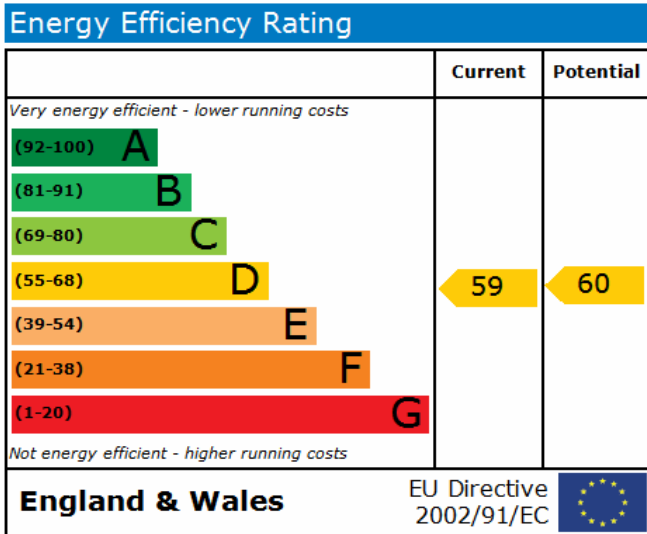 Energy Efficiency Rating
Current Potential
Very energy efficient - lower running costs
(92-100) A
(81-91) B
(69-80) C
(55-68) D 59 60
(39-54) E
(21-38) F
(1-20) G
Not energy efficient - higher running costs
England & Wales
EU Directive
2002/91/EC